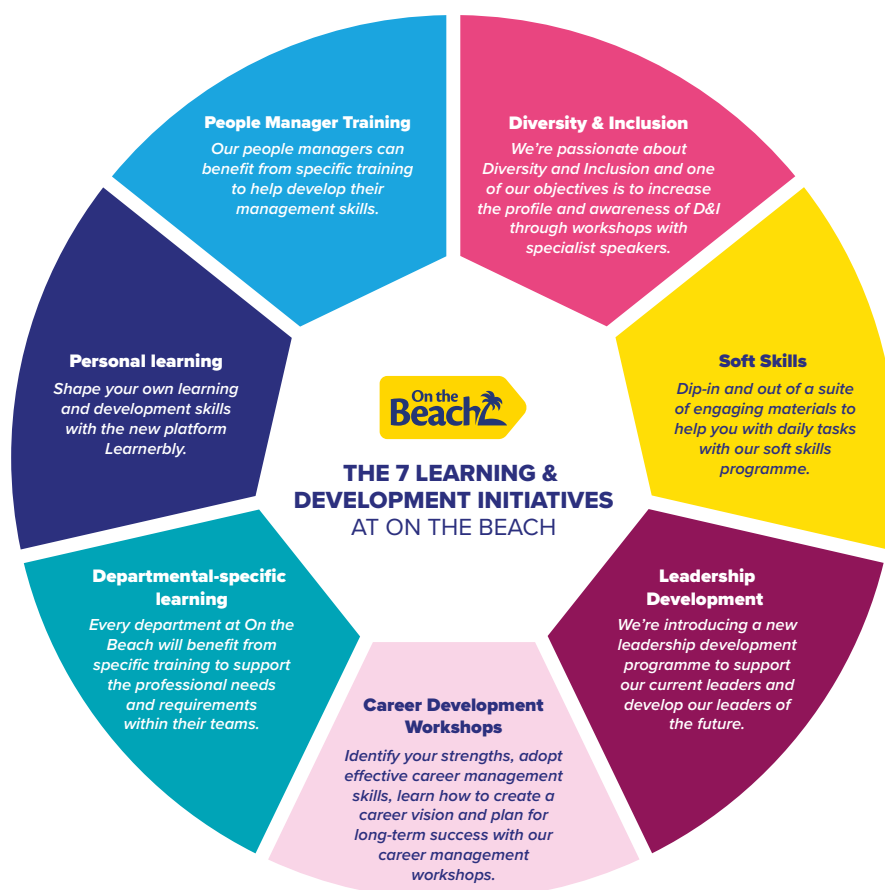 People Manager Training
Our people managers can
benefit from specific training
to help develop their
management skills.
Diversity & Inclusion
We're passionate about
Diversity and Inclusion and one
of our objectives is to increase
the profile and awareness of D&I
through workshops with
specialist speakers.
Personal learning
Shape your own learning
and development skills
with the new platform
Learnerbly.
On the
Beach
THE 7 LEARNING &
DEVELOPMENT INITIATIVES
AT ON THE BEACH
Soft Skills
Dip-in and out of a suite
of engaging materials to
help you with daily tasks
with our soft skills
programme.
Departmental-specific
learning
Every department at On the
Beach will benefit from
specific training to support
the professional needs
and requirements
within their teams.
Leadership
Development
We're introducing a new
leadership development
programme to support
our current leaders and
develop our leaders of
the future.
Career Development
Workshops
Identify your strengths, adopt
effective career management
skills, learn how to create a
career vision and plan for
long-term success with our
career management
workshops.